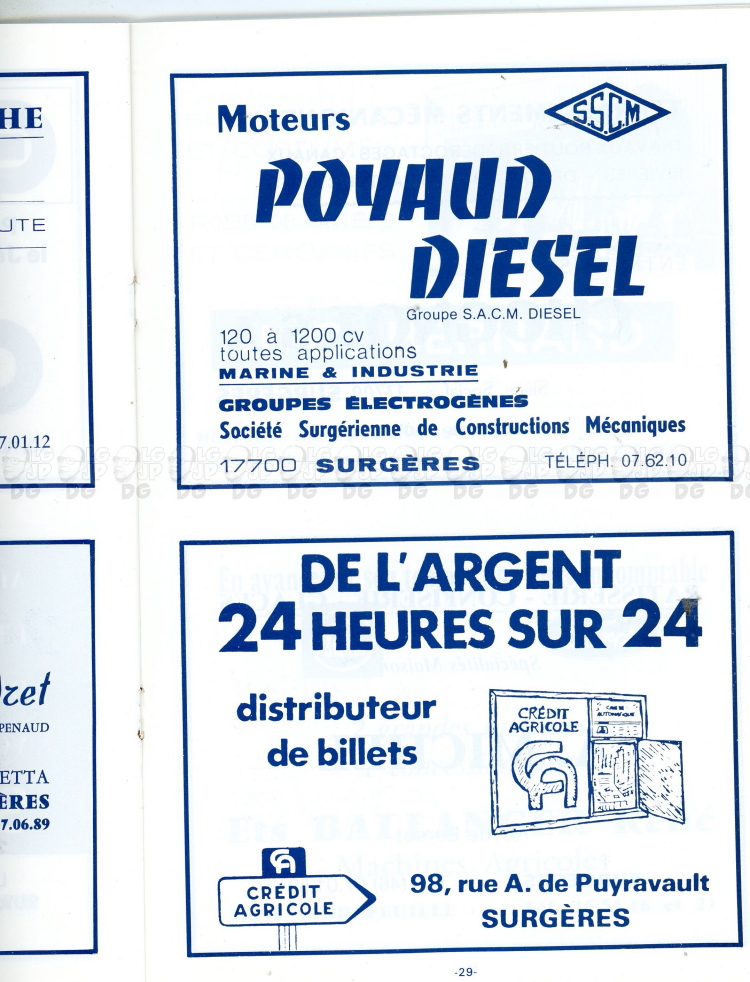 HE
UTE
7.01.12
ret
PENAUD
ETTA
ÈRES
7.06.89
S.S.C.M
Moteurs
POYAUD
DIESEL
Groupe S.A.C.M. DIESEL
120 à 1200 cv
toutes applications
MARINE & INDUSTRIE
GROUPES ÉLECTROGÈNES
Société Surgérienne de Constructions Mécaniques
17700 SURGÈRES TÉLÉPH. 07.62.10
DE L'ARGENT
24 HEURES SUR 24
distributeur
de billets
CRÉDIT
AGRICOLE
CA
CRÉDIT
AGRICOLE
98, rue A. de Puyravault
SURGÈRES
-29-